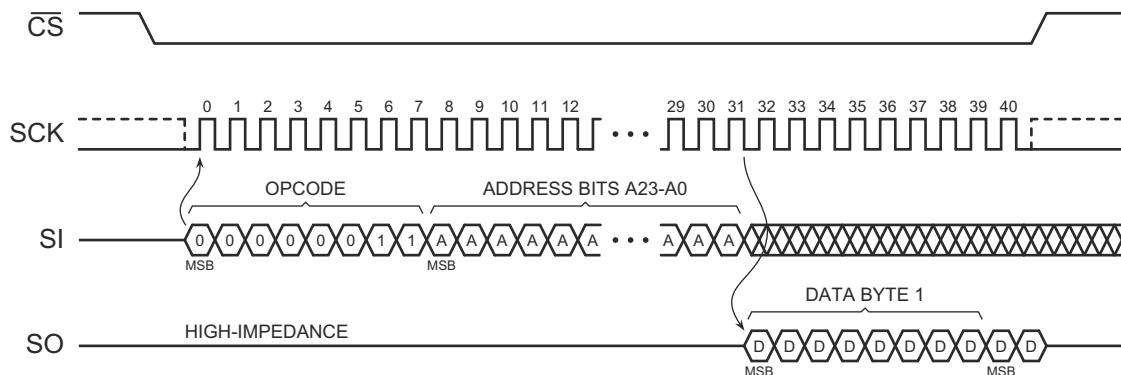 CS
0 1 2 3 4 5 6 7 8 9 10 11 12 29 30 31 32 33 34 35 36 37 38 39 40
SCK
OPCODE ADDRESS BITS A23-A0
SI 0 0 0 0 0 0 1 1 A A A A A A A A A
MSB MSB
DATA BYTE 1
HIGH-IMPEDANCE
SO D D D D D D D D D D
MSB MSB